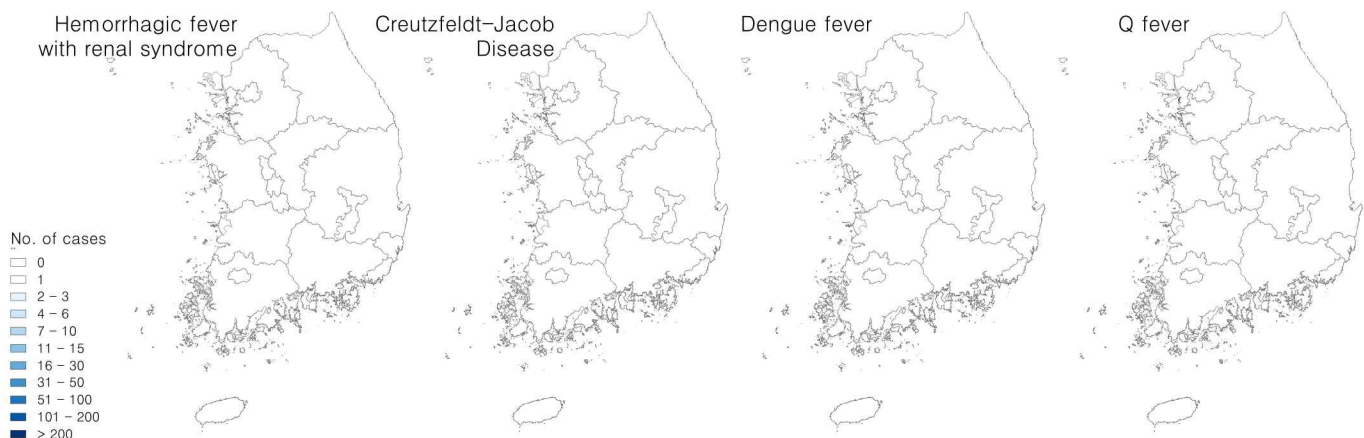 Hemorrhagic fever
with renal syndrome
Creutzfeldt-Jacob
Disease
Dengue fever
Q fever
No. of cases
0
1
2 - 3
4 - 6
7 - 10
11 - 15
16 - 30
31 - 50
51 - 100
101 - 200
> 200